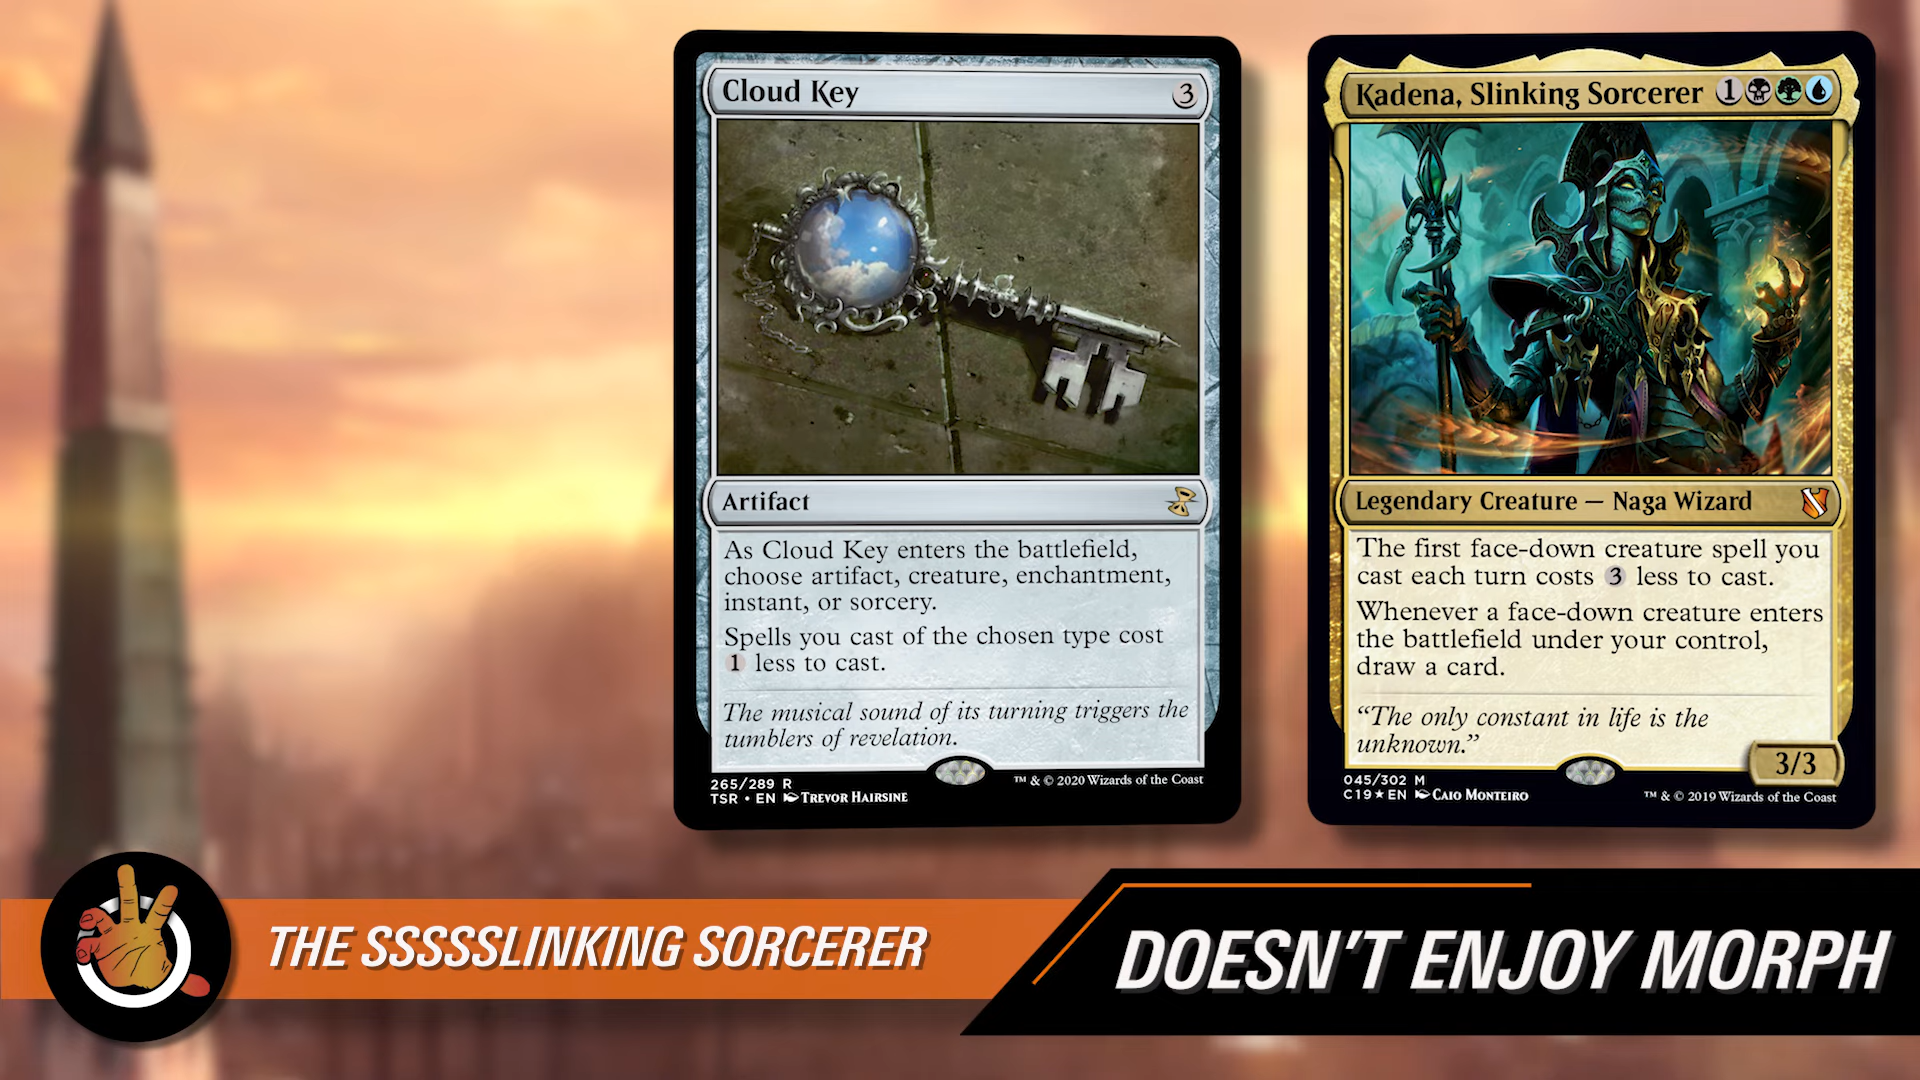 Cloud Key 3
Artifact
As Cloud Key enters the battlefield,
choose artifact, creature, enchantment,
instant, or sorcery.
Spells you cast of the chosen type cost
1 less to cast.
The musical sound of its turning triggers the
tumblers of revelation.
265/289 R
TSR • EN TREVOR HAIRSINE
™ & © 2020 Wizards of the Coast
Kadena, Slinking Sorcerer 1
Legendary Creature — Naga Wizard
The first face-down creature spell you
cast each turn costs 3 less to cast.
Whenever a face-down creature enters
the battlefield under your control,
draw a card.
“The only constant in life is the
unknown.”
3/3
045/302 M
C19★EN CAIO MONTEIRO
™ & © 2019 Wizards of the Coast
THE SSSSSLINKING SORCERER
DOESN'T ENJOY MORPH